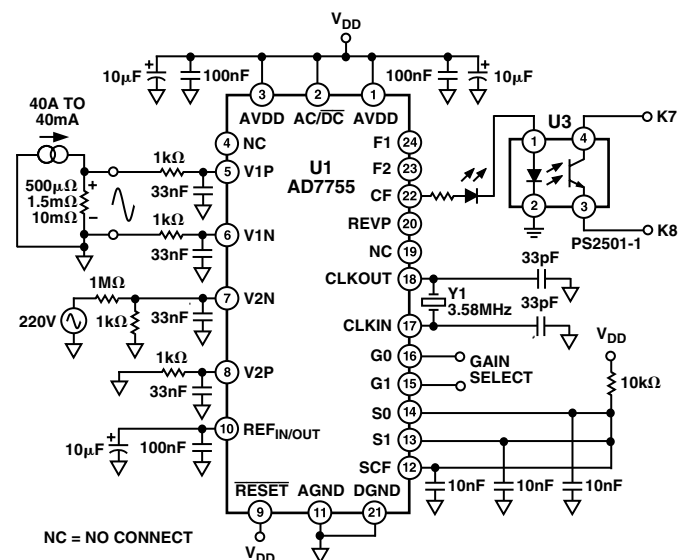 VDD
10μF + 100nF 100nF + 10μF
3 2 1
AVDD AC/DC AVDD
40A TO
40mA
4 NC
U1
AD7755
1kΩ
5 V1P
33nF
500μΩ +
1.5mΩ
10mΩ −
1kΩ
6 V1N
33nF
1MΩ
7 V2N
220V
1kΩ
33nF
1kΩ
8 V2P
33nF
10 REFIN/OUT
10μF + 100nF
RESET AGND DGND
9 11 21
VDD
NC = NO CONNECT
F1 24
F2 23
CF 22
REVP 20
NC 19
CLKOUT 18
CLKIN 17
G0 16
G1 15
S0 14
S1 13
SCF 12
U3
1 4
2 3
K7
K8
PS2501-1
33pF
Y1
3.58MHz
33pF
GAIN
SELECT
VDD
10kΩ
10nF 10nF 10nF